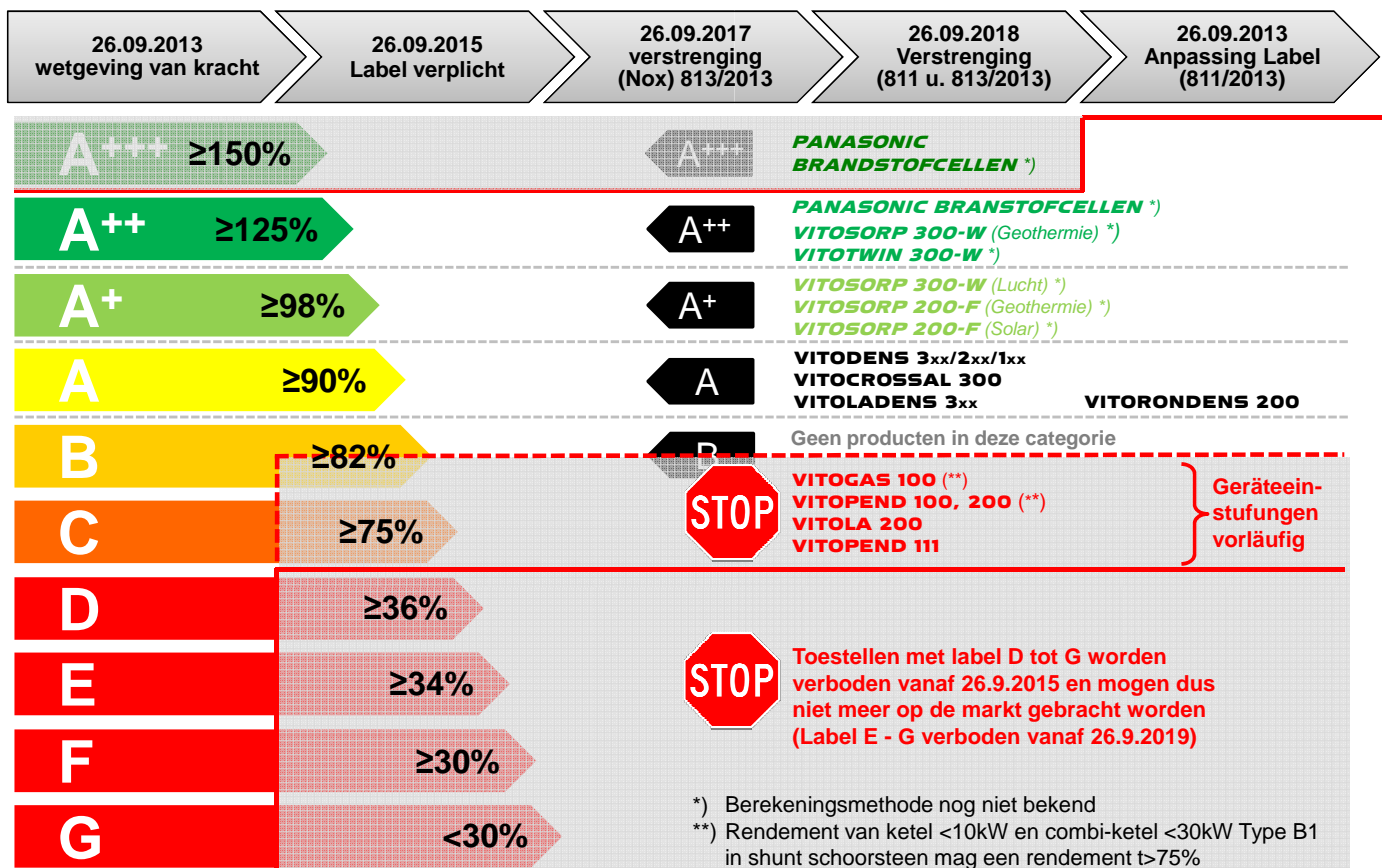 26.09.2013
wetgeving van kracht
26.09.2015
Label verplicht
26.09.2017
verstrenging
(Nox) 813/2013
26.09.2018
Verstrenging
(811 u. 813/2013)
26.09.2013
Anpassing Label
(811/2013)
A+++ ≥150%
A+++
PANASONIC
BRANDSTOFCELLEN *)
A++ ≥125%
A++
PANASONIC BRANSTOFCELLEN *)
VITOSORP 300-W (Geothermie) *)
VITOTWIN 300-W *)
A+ ≥98%
A+
VITOSORP 300-W (Lucht) *)
VITOSORP 200-F (Geothermie) *)
VITOSORP 200-F (Solar) *)
A ≥90%
A
VITODENS 3xx/2xx/1xx
VITOCROSSAL 300
VITOLADENS 3xx VITORONDENS 200
B ≥82%
B
Geen producten in deze categorie
C ≥75%
STOP
VITOGAS 100 (**)
VITOPEND 100, 200 (**)
VITOLA 200
VITOPEND 111
Geräteein-
stufungen
vorläufig
D ≥36%
E ≥34%
STOP
Toestellen met label D tot G worden
verboden vanaf 26.9.2015 en mogen dus
niet meer op de markt gebracht worden
(Label E - G verboden vanaf 26.9.2019)
F ≥30%
G <30%
*) Berekeningsmethode nog niet bekend
**) Rendement van ketel <10kW en combi-ketel <30kW Type B1
in shunt schoorsteen mag een rendement t>75%